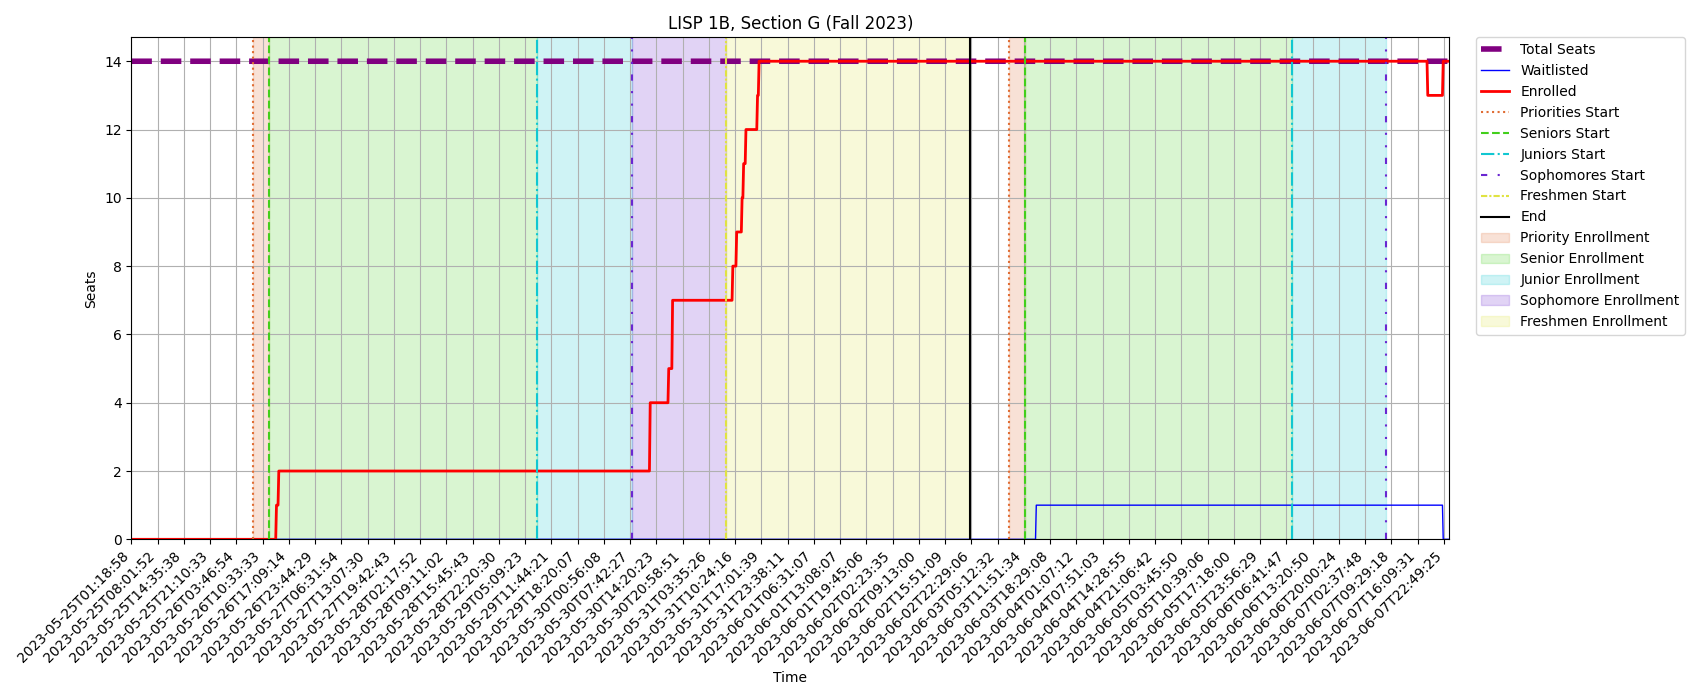 LISP 1B, Section G (Fall 2023)
Seats
14
12
10
8
6
4
2
0
2023-05-25T01:18:58
2023-05-25T08:01:52
2023-05-25T14:35:38
2023-05-25T21:10:33
2023-05-26T03:46:54
2023-05-26T10:33:33
2023-05-26T17:09:14
2023-05-26T23:44:29
2023-05-27T06:31:54
2023-05-27T13:07:30
2023-05-27T19:42:43
2023-05-28T02:17:52
2023-05-28T09:11:02
2023-05-28T15:45:43
2023-05-28T22:20:30
2023-05-29T05:09:23
2023-05-29T11:44:21
2023-05-29T18:20:07
2023-05-30T00:56:08
2023-05-30T07:42:27
2023-05-30T14:20:23
2023-05-30T20:58:51
2023-05-31T03:35:26
2023-05-31T10:24:16
2023-05-31T17:01:39
2023-05-31T23:38:11
2023-06-01T06:31:07
2023-06-01T13:08:07
2023-06-01T19:45:06
2023-06-02T02:23:35
2023-06-02T09:13:00
2023-06-02T15:51:09
2023-06-02T22:29:06
2023-06-03T05:12:32
2023-06-03T11:51:34
2023-06-03T18:29:08
2023-06-04T01:07:12
2023-06-04T07:51:03
2023-06-04T14:28:55
2023-06-04T21:06:42
2023-06-05T03:45:50
2023-06-05T10:39:06
2023-06-05T17:18:00
2023-06-05T23:56:29
2023-06-06T06:41:47
2023-06-06T13:20:50
2023-06-06T20:00:24
2023-06-07T02:37:48
2023-06-07T09:29:18
2023-06-07T16:09:31
2023-06-07T22:49:25
Time
Total Seats
Waitlisted
Enrolled
Priorities Start
Seniors Start
Juniors Start
Sophomores Start
Freshmen Start
End
Priority Enrollment
Senior Enrollment
Junior Enrollment
Sophomore Enrollment
Freshmen Enrollment